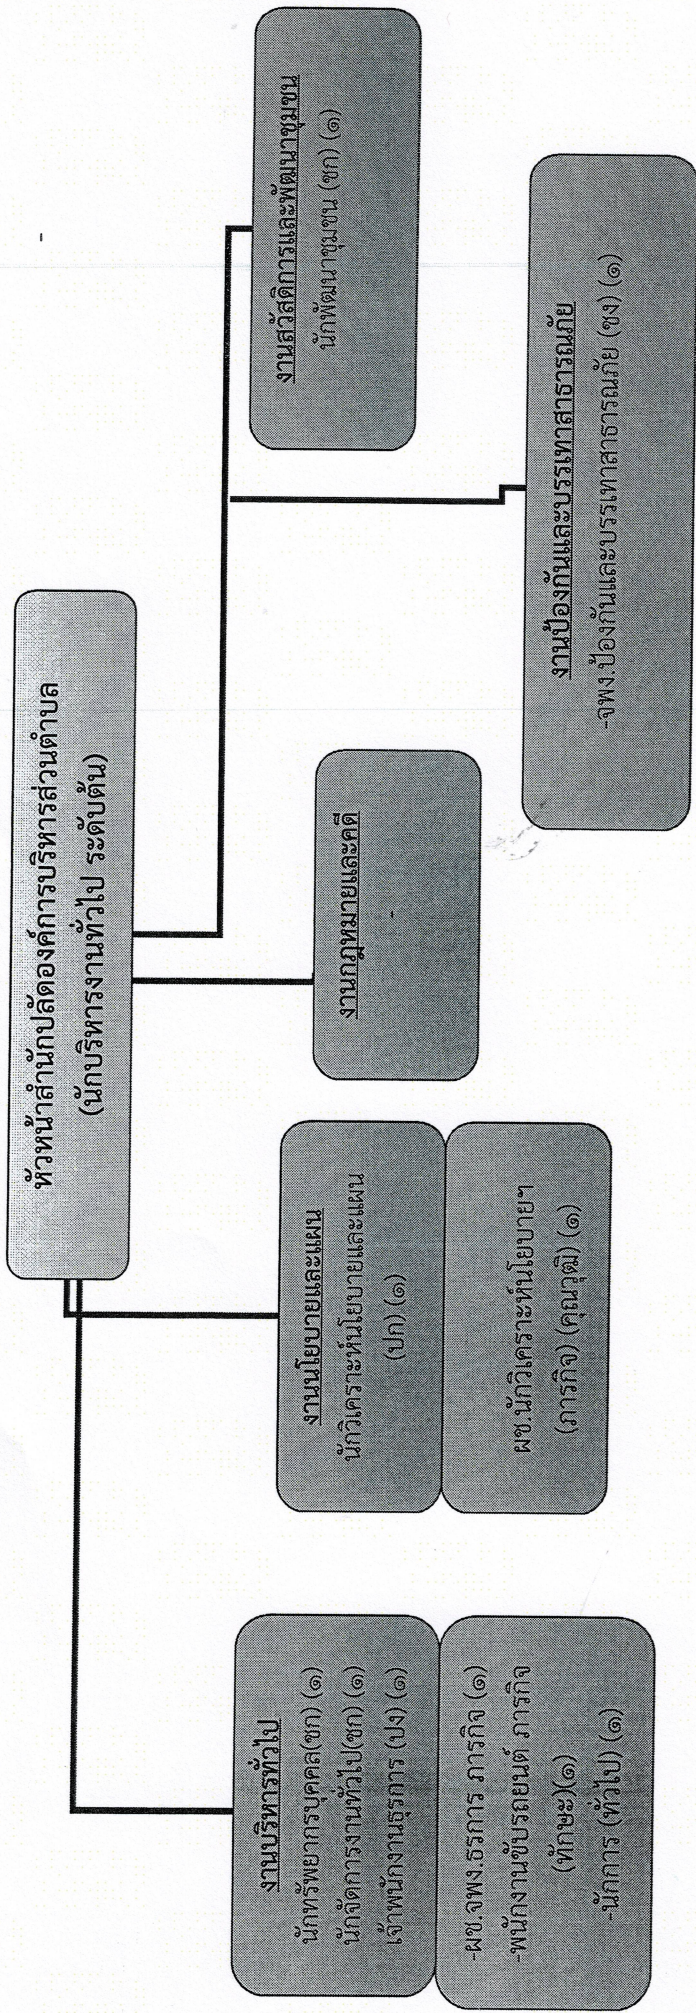 หัวหน้าสำนักปลัดองค์การบริหารส่วนตำบล
(นักบริหารงานทั่วไป ระดับต้น)
งานบริหารทั่วไป
นักทรัพยากรบุคคล(ชก) (๑)
นักจัดการงานทั่วไป(ชก) (๑)
เจ้าพนักงานธุรการ (ปง) (๑)
-ผช.จพง.ธุรการ ภารกิจ (๑)
-พนักงานขับรถยนต์ ภารกิจ
(ทักษะ)(๑)
-นักการ (ทั่วไป) (๑)
งานนโยบายและแผน
นักวิเคราะห์นโยบายและแผน
(ปก) (๑)
ผช.นักวิเคราะห์นโยบายฯ
(ภารกิจ) (คุณวุฒิ) (๑)
งานกฎหมายและคดี
-
งานสวัสดิการและพัฒนาชุมชน
นักพัฒนาชุมชน (ชก) (๑)
งานป้องกันและบรรเทาสาธารณภัย
-จพง.ป้องกันและบรรเทาสาธารณภัย (ชง) (๑)